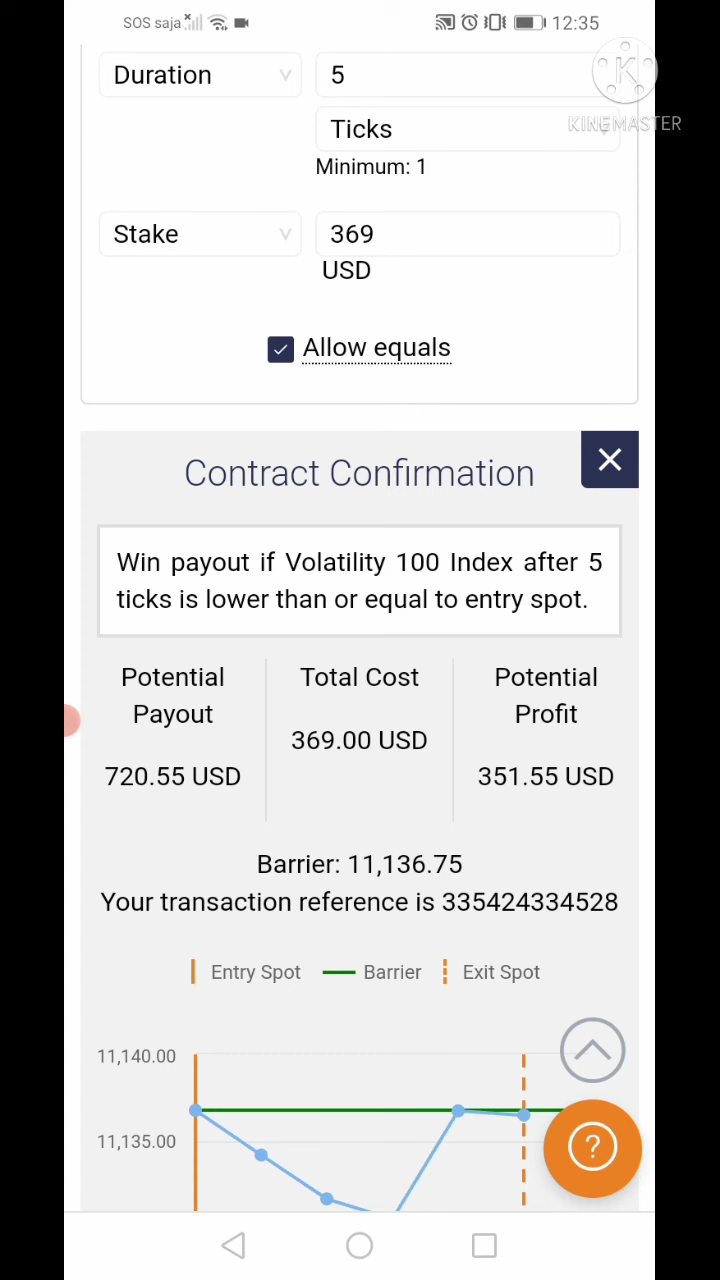 SOS saja 12:35
Duration 5
K
KINEMASTER
Ticks
Minimum: 1
Stake 369
USD
Allow equals
Contract Confirmation
Win payout if Volatility 100 Index after 5
ticks is lower than or equal to entry spot.
Potential Total Cost Potential
Payout Profit
369.00 USD
720.55 USD 351.55 USD
Barrier: 11,136.75
Your transaction reference is 335424334528
Entry Spot Barrier Exit Spot
11,140.00
11,135.00
?